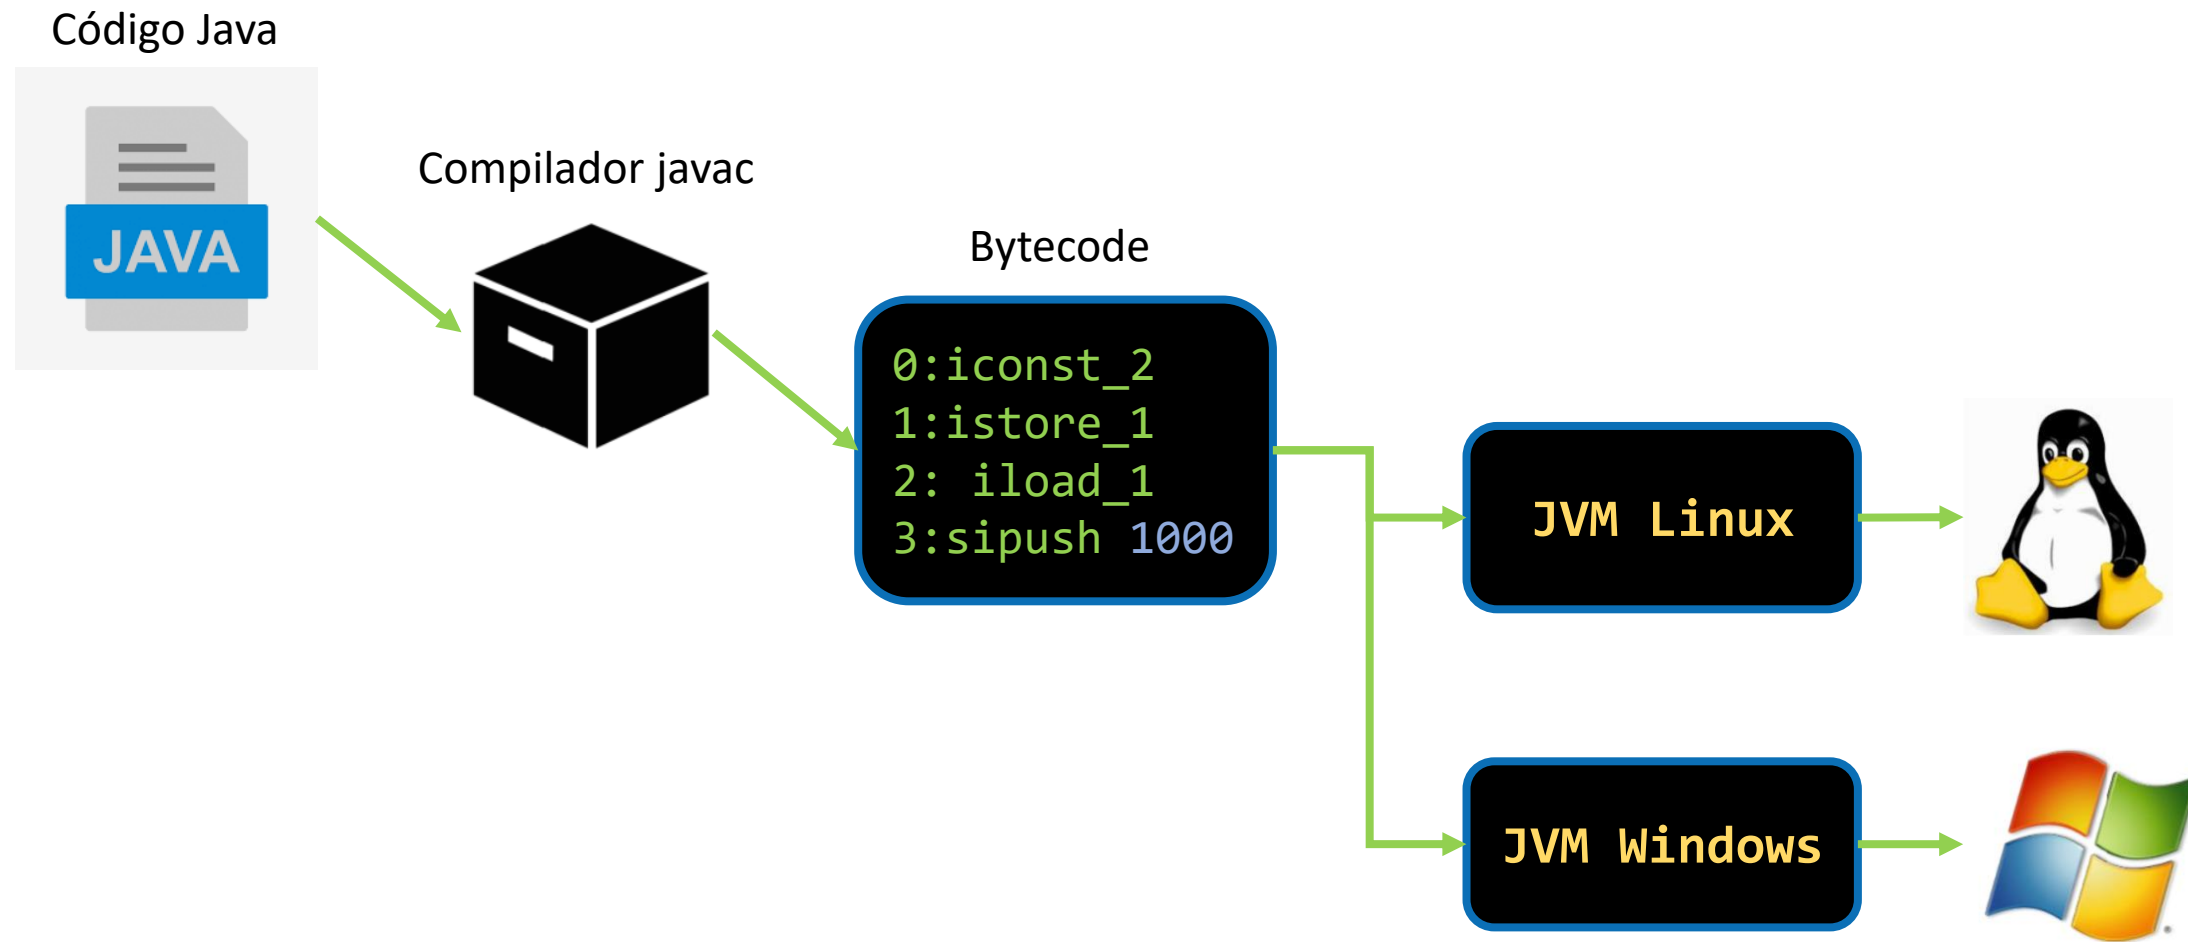 Código Java
JAVA
Compilador javac
Bytecode
0:iconst_2
1:istore_1
2: iload_1
3:sipush 1000
JVM Linux
JVM Windows